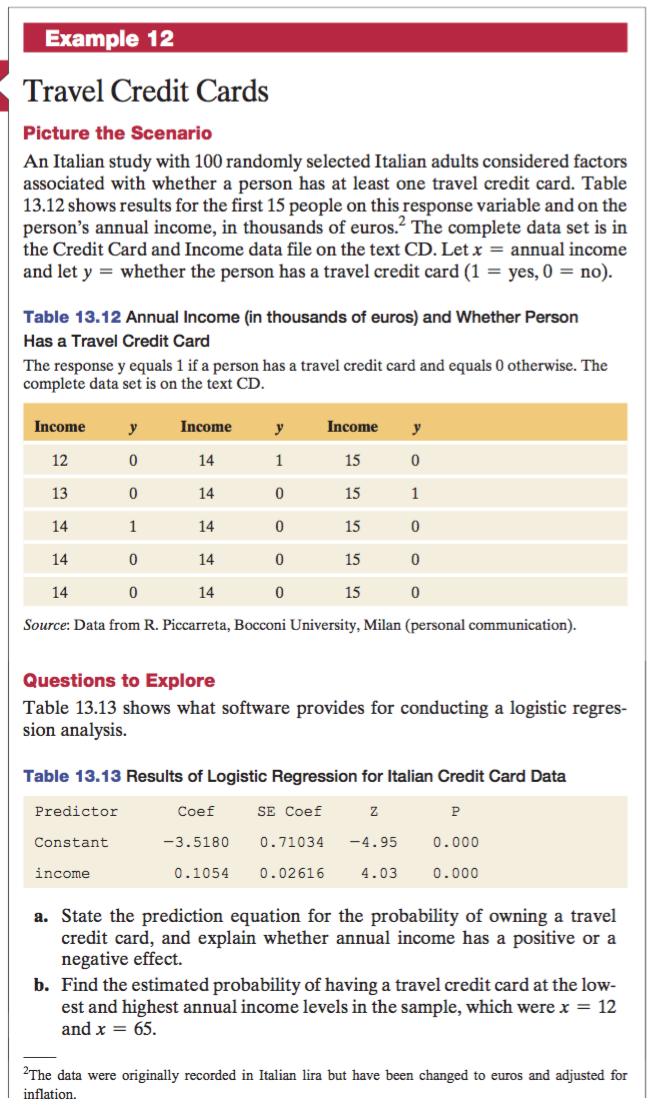 Example 12
Travel Credit Cards
Picture the Scenario
An Italian study with 100 randomly selected Italian adults considered factors
associated with whether a person has at least one travel credit card. Table
13.12 shows results for the first 15 people on this response variable and on the
person's annual income, in thousands of euros.² The complete data set is in
the Credit Card and Income data file on the text CD. Let x = annual income
and let y = whether the person has a travel credit card (1 = yes, 0 = no).
Table 13.12 Annual Income (in thousands of euros) and Whether Person
Has a Travel Credit Card
The response y equals 1 if a person has a travel credit card and equals 0 otherwise. The
complete data set is on the text CD.
Income y Income y Income y
12 0 14 1 15 0
13 0 14 0 15 1
14 1 14 0 15 0
14 0 14 0 15 0
14 0 14 0 15 0
Source: Data from R. Piccarreta, Bocconi University, Milan (personal communication).
Questions to Explore
Table 13.13 shows what software provides for conducting a logistic regres-
sion analysis.
Table 13.13 Results of Logistic Regression for Italian Credit Card Data
Predictor Coef SE Coef Z P
Constant −3.5180 0.71034 −4.95 0.000
income 0.1054 0.02616 4.03 0.000
a. State the prediction equation for the probability of owning a travel
credit card, and explain whether annual income has a positive or a
negative effect.
b. Find the estimated probability of having a travel credit card at the low-
est and highest annual income levels in the sample, which were x = 12
and x = 65.
²The data were originally recorded in Italian lira but have been changed to euros and adjusted for
inflation.